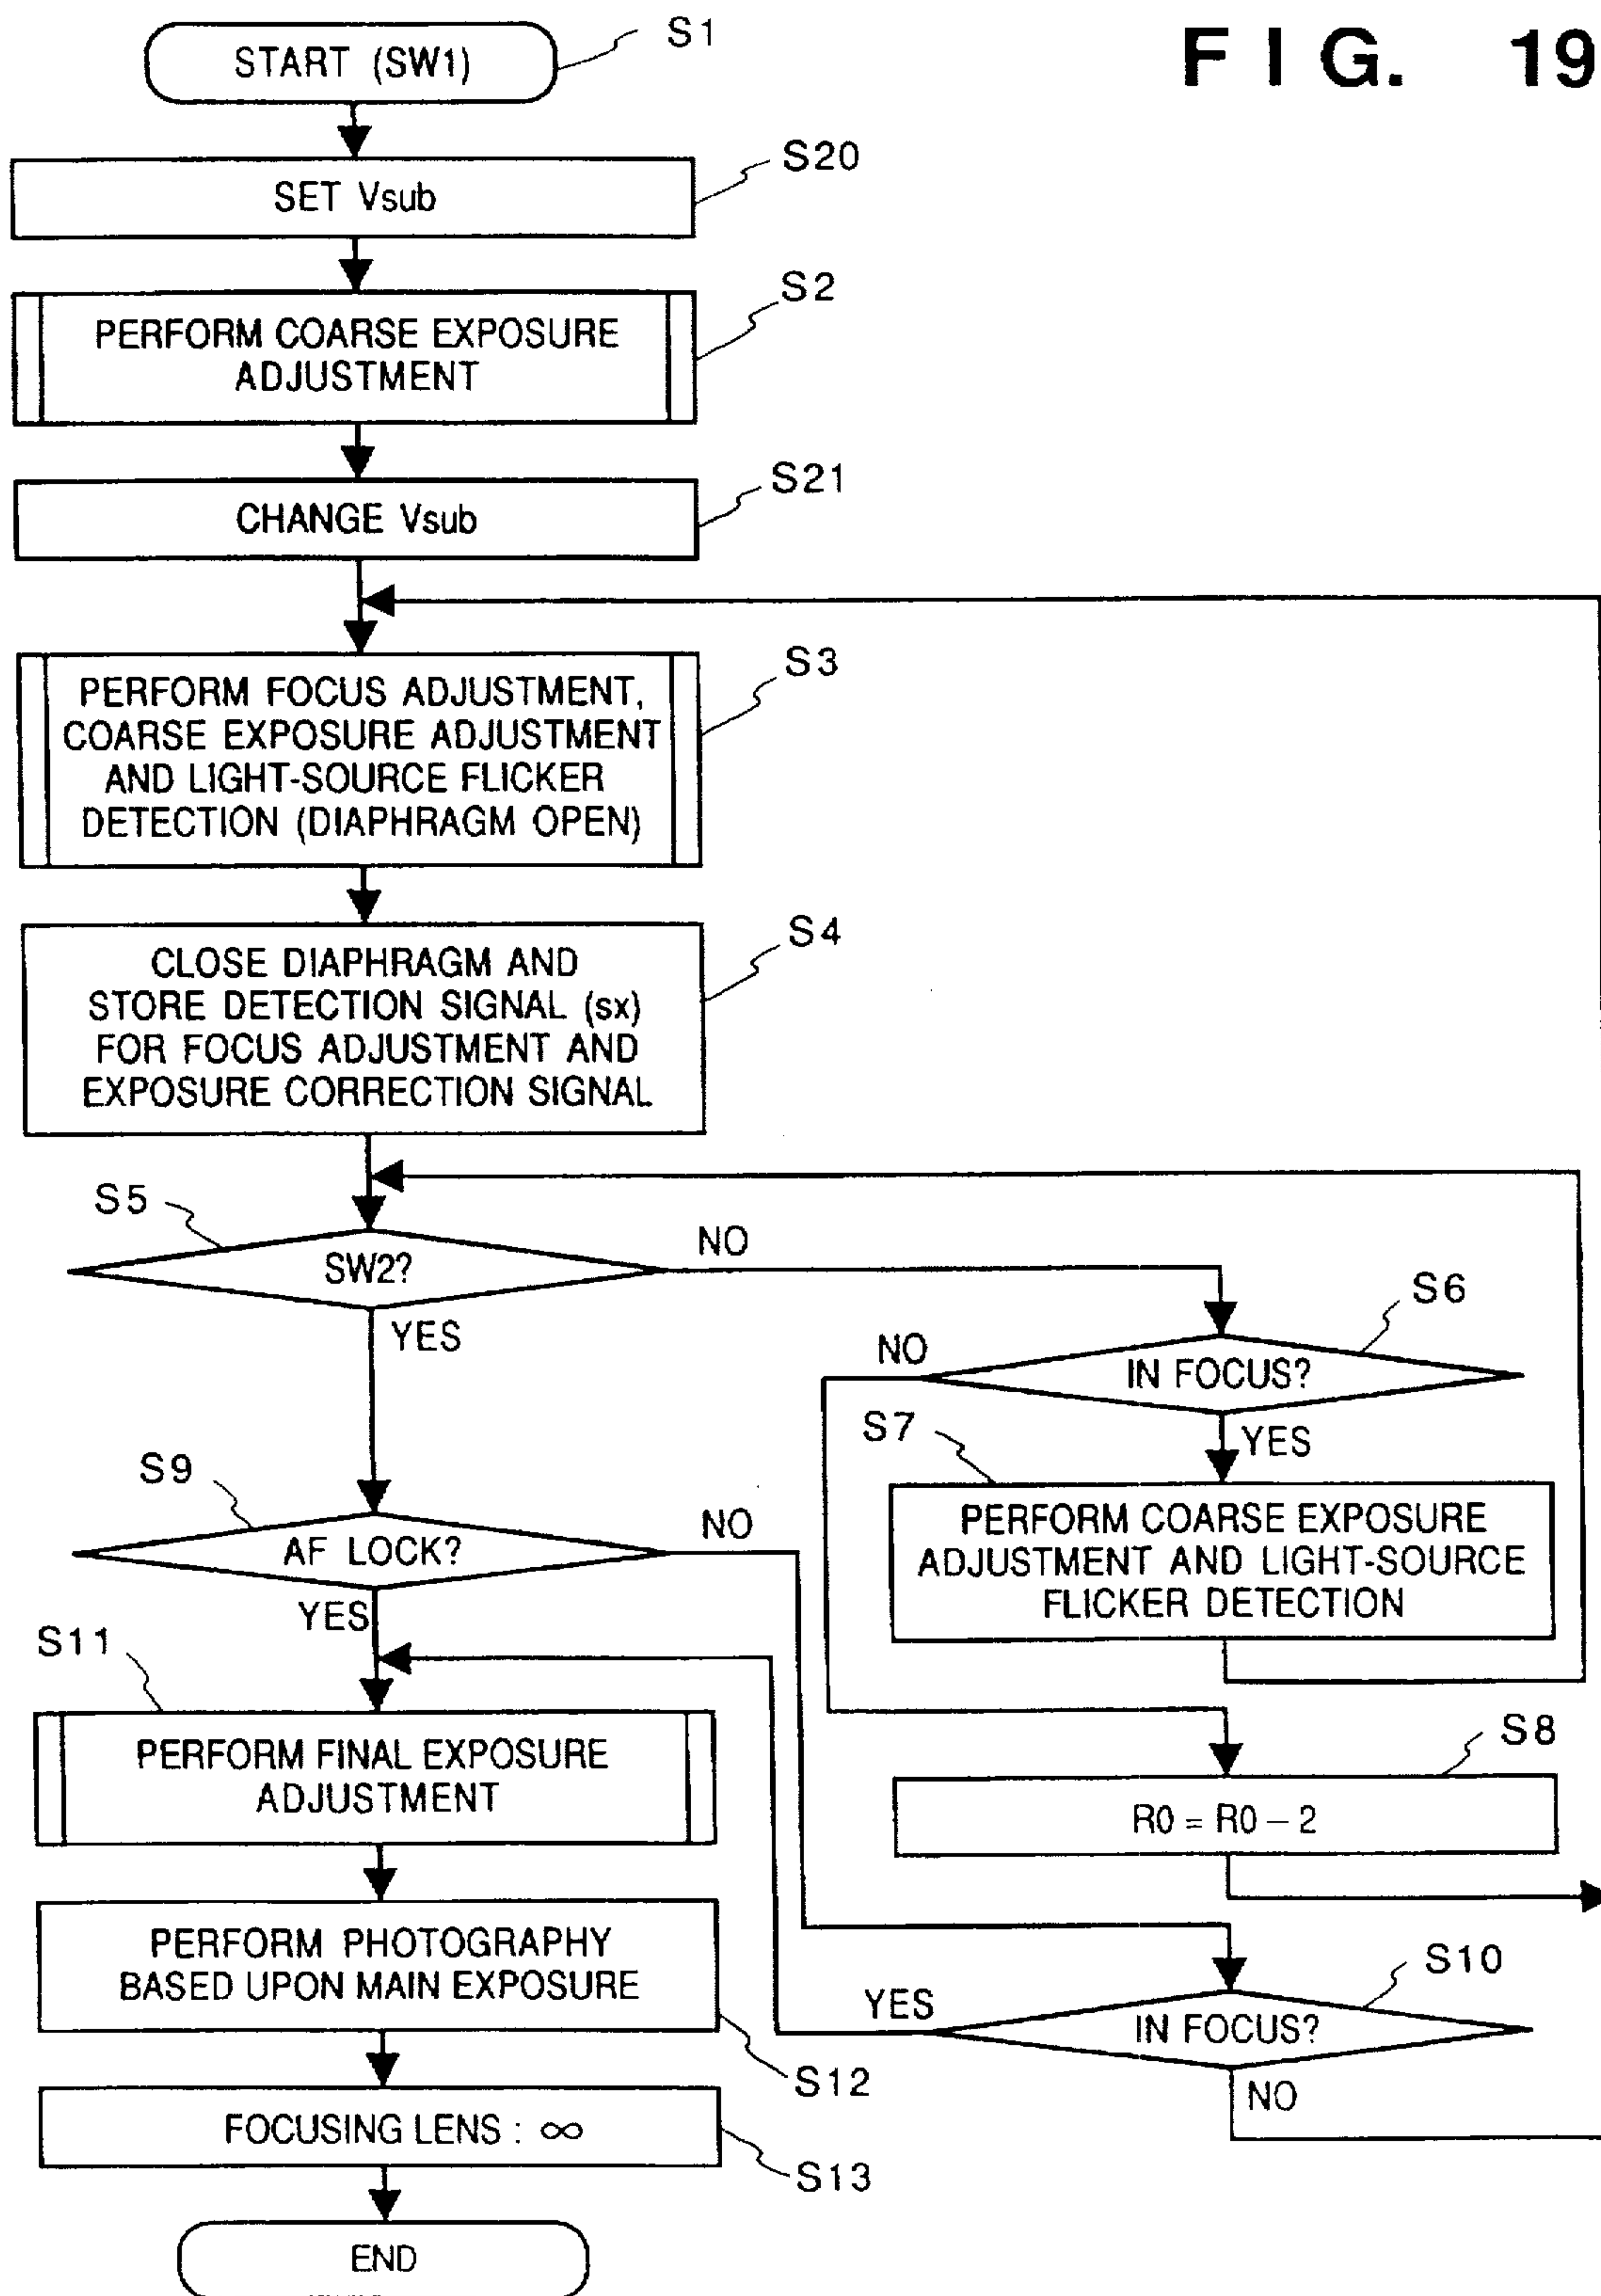 FIG. 19
START (SW1)
S1
SET Vsub
S20
PERFORM COARSE EXPOSURE
ADJUSTMENT
S2
CHANGE Vsub
S21
PERFORM FOCUS ADJUSTMENT,
COARSE EXPOSURE ADJUSTMENT
AND LIGHT-SOURCE FLICKER
DETECTION (DIAPHRAGM OPEN)
S3
CLOSE DIAPHRAGM AND
STORE DETECTION SIGNAL (sx)
FOR FOCUS ADJUSTMENT AND
EXPOSURE CORRECTION SIGNAL
S4
S5
SW2?
NO
YES
S6
IN FOCUS?
NO
YES
S7
PERFORM COARSE EXPOSURE
ADJUSTMENT AND LIGHT-SOURCE
FLICKER DETECTION
S8
R0 = R0 – 2
S9
AF LOCK?
NO
YES
S10
IN FOCUS?
YES
NO
S11
PERFORM FINAL EXPOSURE
ADJUSTMENT
PERFORM PHOTOGRAPHY
BASED UPON MAIN EXPOSURE
S12
FOCUSING LENS : ∞
S13
END